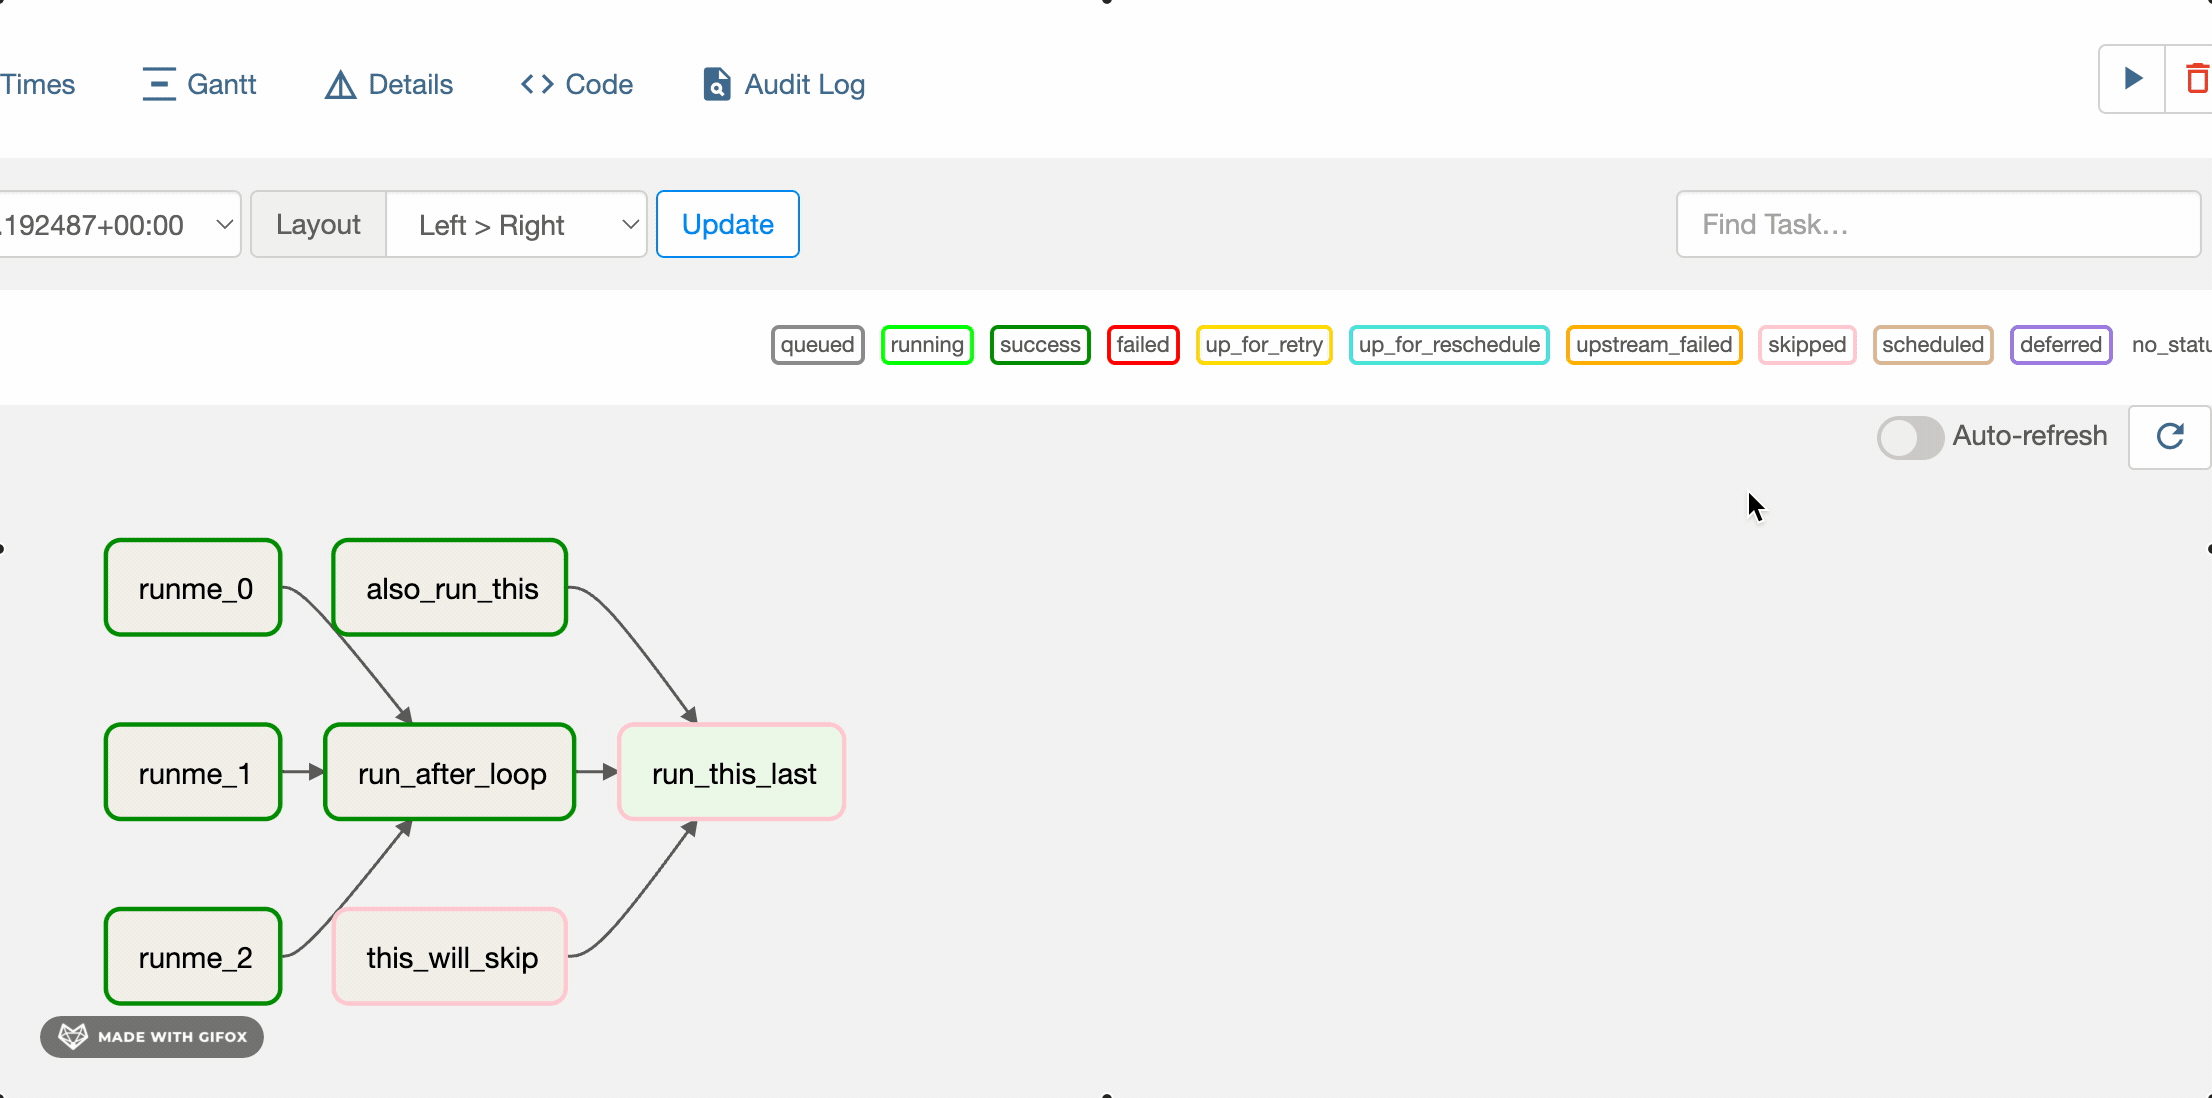 Times Gantt Details Code Audit Log
.192487+00:00 Layout Left > Right Update Find Task...
queued running success failed up_for_retry up_for_reschedule upstream_failed skipped scheduled deferred no_statu
Auto-refresh
runme_0 also_run_this
runme_1 run_after_loop run_this_last
runme_2 this_will_skip
MADE WITH GIFOX